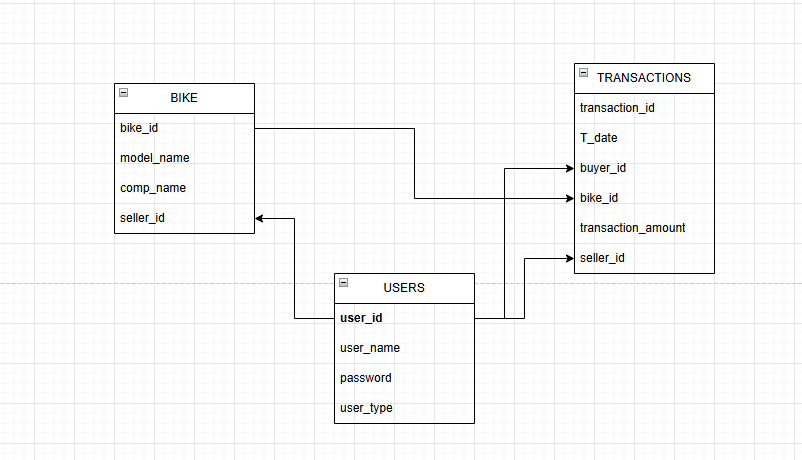 BIKE
bike_id
model_name
comp_name
seller_id
TRANSACTIONS
transaction_id
T_date
buyer_id
bike_id
transaction_amount
seller_id
USERS
user_id
user_name
password
user_type